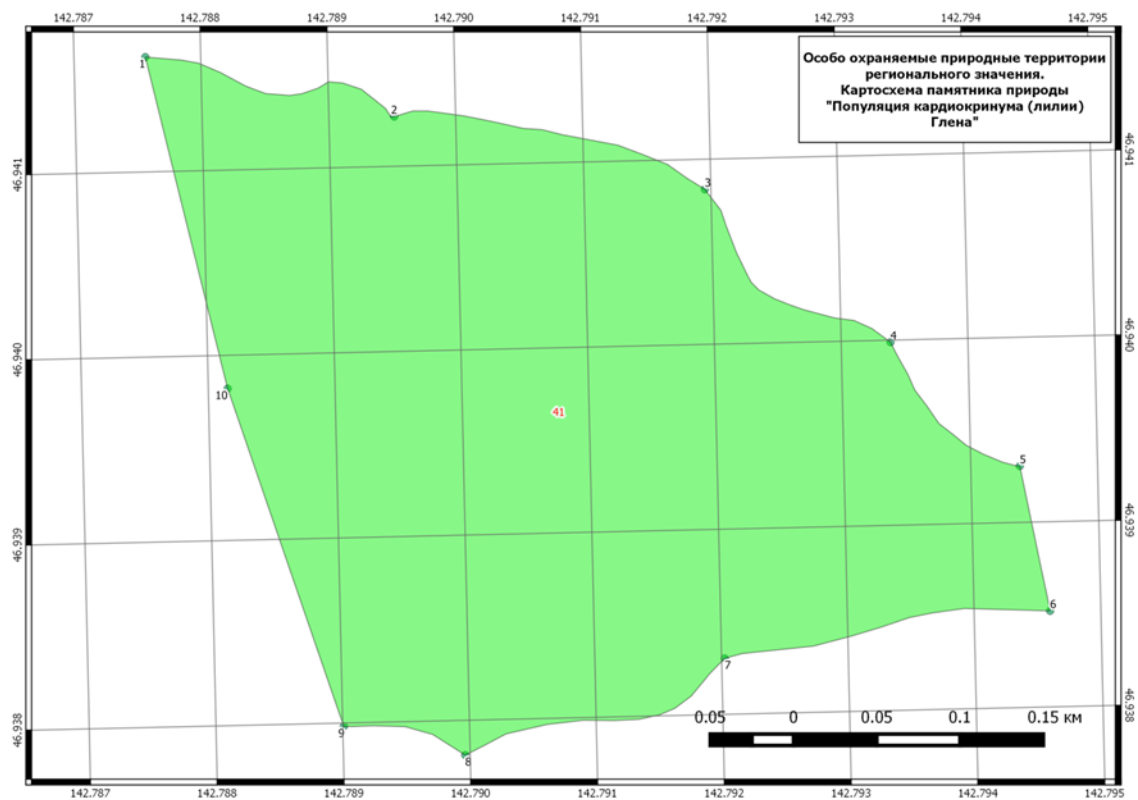 142.787 142.788 142.789 142.790 142.791 142.792 142.793 142.794 142.795
Особо охраняемые природные территории
регионального значения.
Картосхема памятника природы
"Популяция кардиокринума (лилии)
Глена"
1
2
3
46.941
46.941
4
46.940
46.940
10
41
5
46.939
46.939
6
7
46.938
46.938
0.05 0 0.05 0.1 0.15 км
9
8
142.787 142.788 142.789 142.790 142.791 142.792 142.793 142.794 142.795